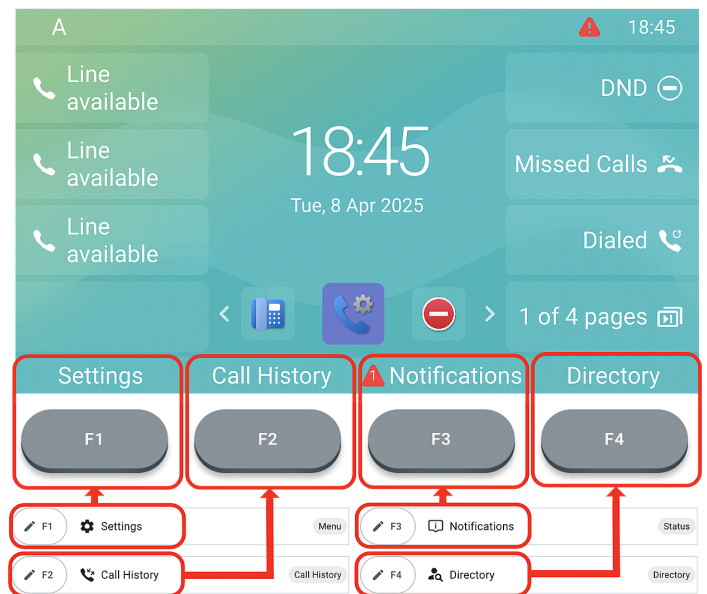 A 18:45
Line
available
DND
Line
available
Missed Calls
18:45
Tue, 8 Apr 2025
Line
available
Dialed
1 of 4 pages
Settings Call History 1 Notifications Directory
F1 F2 F3 F4
F1 Settings Menu F3 Notifications Status
F2 Call History Call History F4 Directory Directory